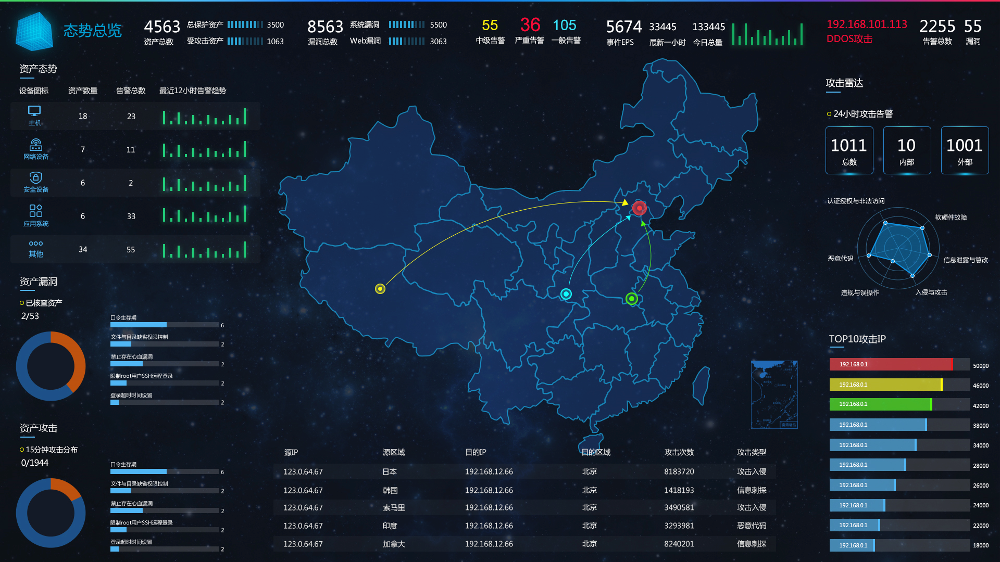 态势总览
4563
资产总数
总保护资产 3500
受攻击资产 1063
8563
漏洞总数
系统漏洞 5500
Web漏洞 3063
55
中级告警
36
严重告警
105
一般告警
5674
事件EPS
33445
最新一小时
133445
今日总量
192.168.101.113
DDOS攻击
2255
告警总数
55
漏洞
资产态势
设备图标 资产数量 告警总数 最近12小时告警趋势
主机 18 23
网络设备 7 11
安全设备 6 2
应用系统 6 33
其他 34 55
资产漏洞
已核查资产
2/53
口令生存期 6
文件与目录缺省权限控制 2
禁止存在心血漏洞 2
限制root用户SSH远程登录 2
登录超时时间设置 2
资产攻击
15分钟攻击分布
0/1944
口令生存期 6
文件与目录缺省权限控制 2
禁止存在心血漏洞 2
限制root用户SSH远程登录 2
登录超时时间设置 2
南海诸岛
源IP 源区域 目的IP 目的区域 攻击次数 攻击类型
123.0.64.67 日本 192.168.12.66 北京 8183720 攻击入侵
123.0.64.67 韩国 192.168.12.66 北京 1418193 信息刺探
123.0.64.67 索马里 192.168.12.66 北京 3490581 攻击入侵
123.0.64.67 印度 192.168.12.66 北京 3293981 恶意代码
123.0.64.67 加拿大 192.168.12.66 北京 8240201 信息刺探
攻击雷达
24小时攻击告警
1011
总数
10
内部
1001
外部
认证授权与非法访问
软硬件故障
恶意代码
信息泄露与篡改
违规与误操作
入侵与攻击
TOP10攻击IP
192.168.0.1 50000
192.168.0.1 46000
192.168.0.1 42000
192.168.0.1 38000
192.168.0.1 34000
192.168.0.1 28000
192.168.0.1 26000
192.168.0.1 24000
192.168.0.1 22000
192.168.0.1 18000